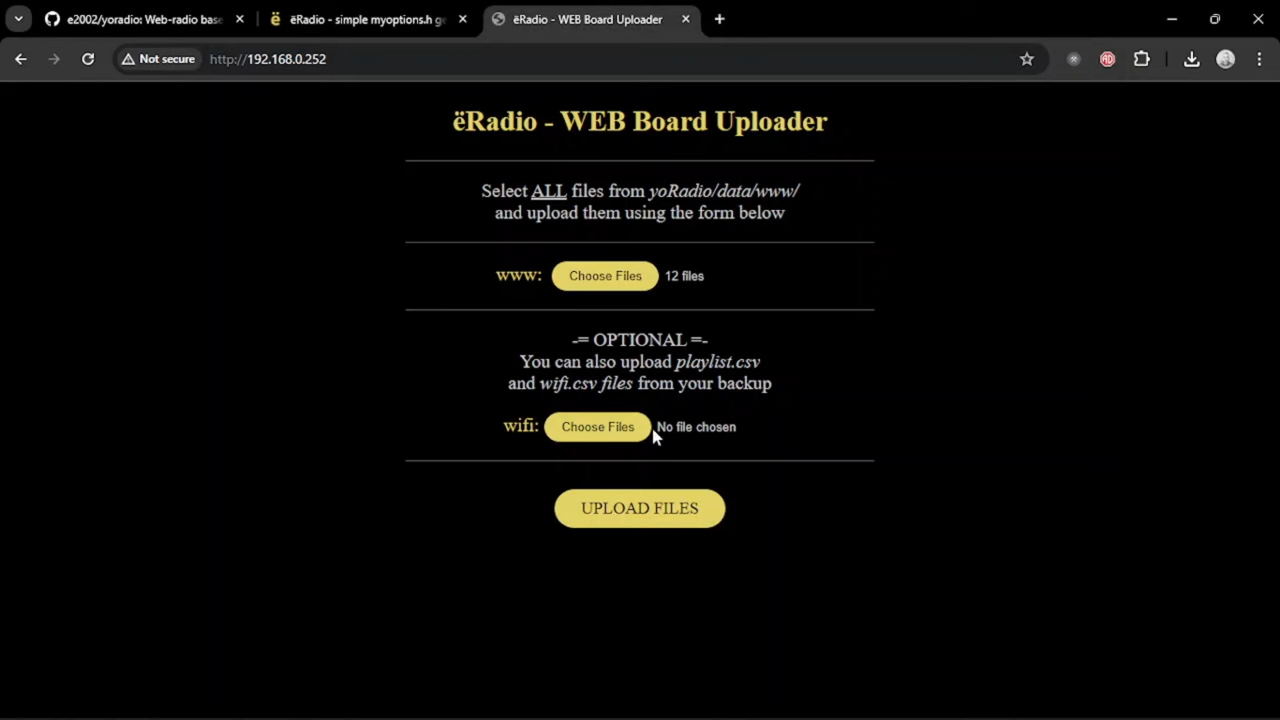 e2002/yoradio: Web-radio base
ëRadio - simple myoptions.h ge
ëRadio - WEB Board Uploader
Not secure
http://192.168.0.252
ëRadio - WEB Board Uploader
Select ALL files from yoRadio/data/www/
and upload them using the form below
www: Choose Files 12 files
-= OPTIONAL =-
You can also upload playlist.csv
and wifi.csv files from your backup
wifi: Choose Files No file chosen
UPLOAD FILES